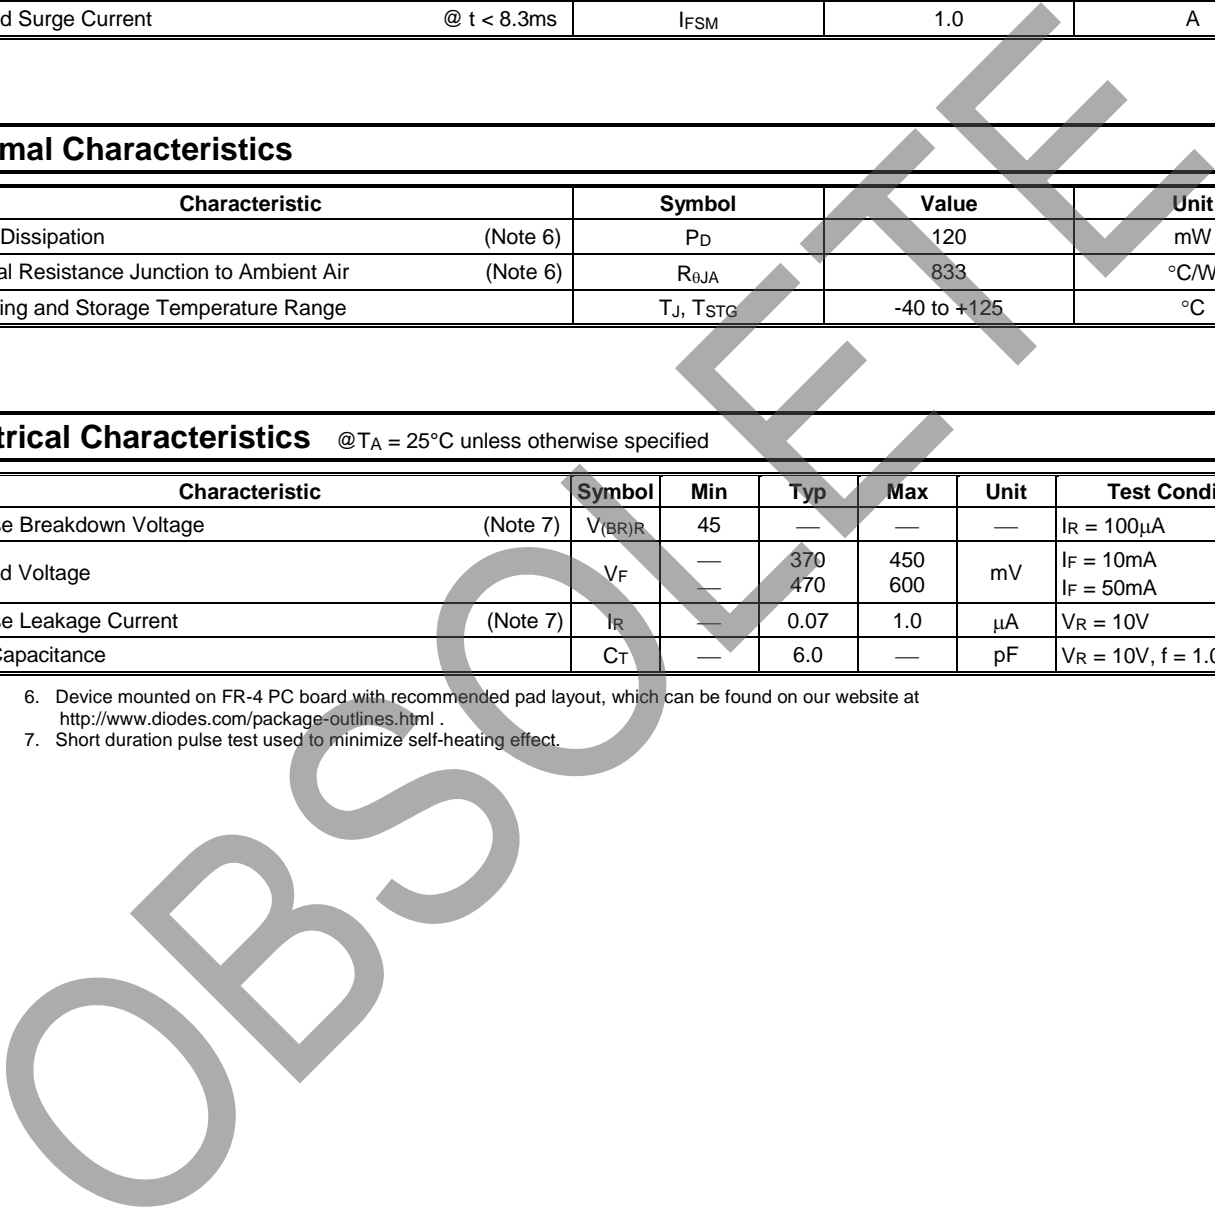 d Surge Current @ t < 8.3ms IFSM 1.0 A
mal Characteristics
Characteristic Symbol Value Unit
Dissipation (Note 6) PD 120 mW
al Resistance Junction to Ambient Air (Note 6) RθJA 833 °C/W
ing and Storage Temperature Range TJ, TSTG -40 to +125 °C
trical Characteristics @TA = 25°C unless otherwise specified
Characteristic Symbol Min Typ Max Unit Test Condi
se Breakdown Voltage (Note 7) V(BR)R 45 — — — IR = 100μA
d Voltage VF — 370 450 mV IF = 10mA
— 470 600 IF = 50mA
se Leakage Current (Note 7) IR — 0.07 1.0 μA VR = 10V
Capacitance CT — 6.0 — pF VR = 10V, f = 1.0
6. Device mounted on FR-4 PC board with recommended pad layout, which can be found on our website at
http://www.diodes.com/package-outlines.html .
7. Short duration pulse test used to minimize self-heating effect.
OBSOLETE